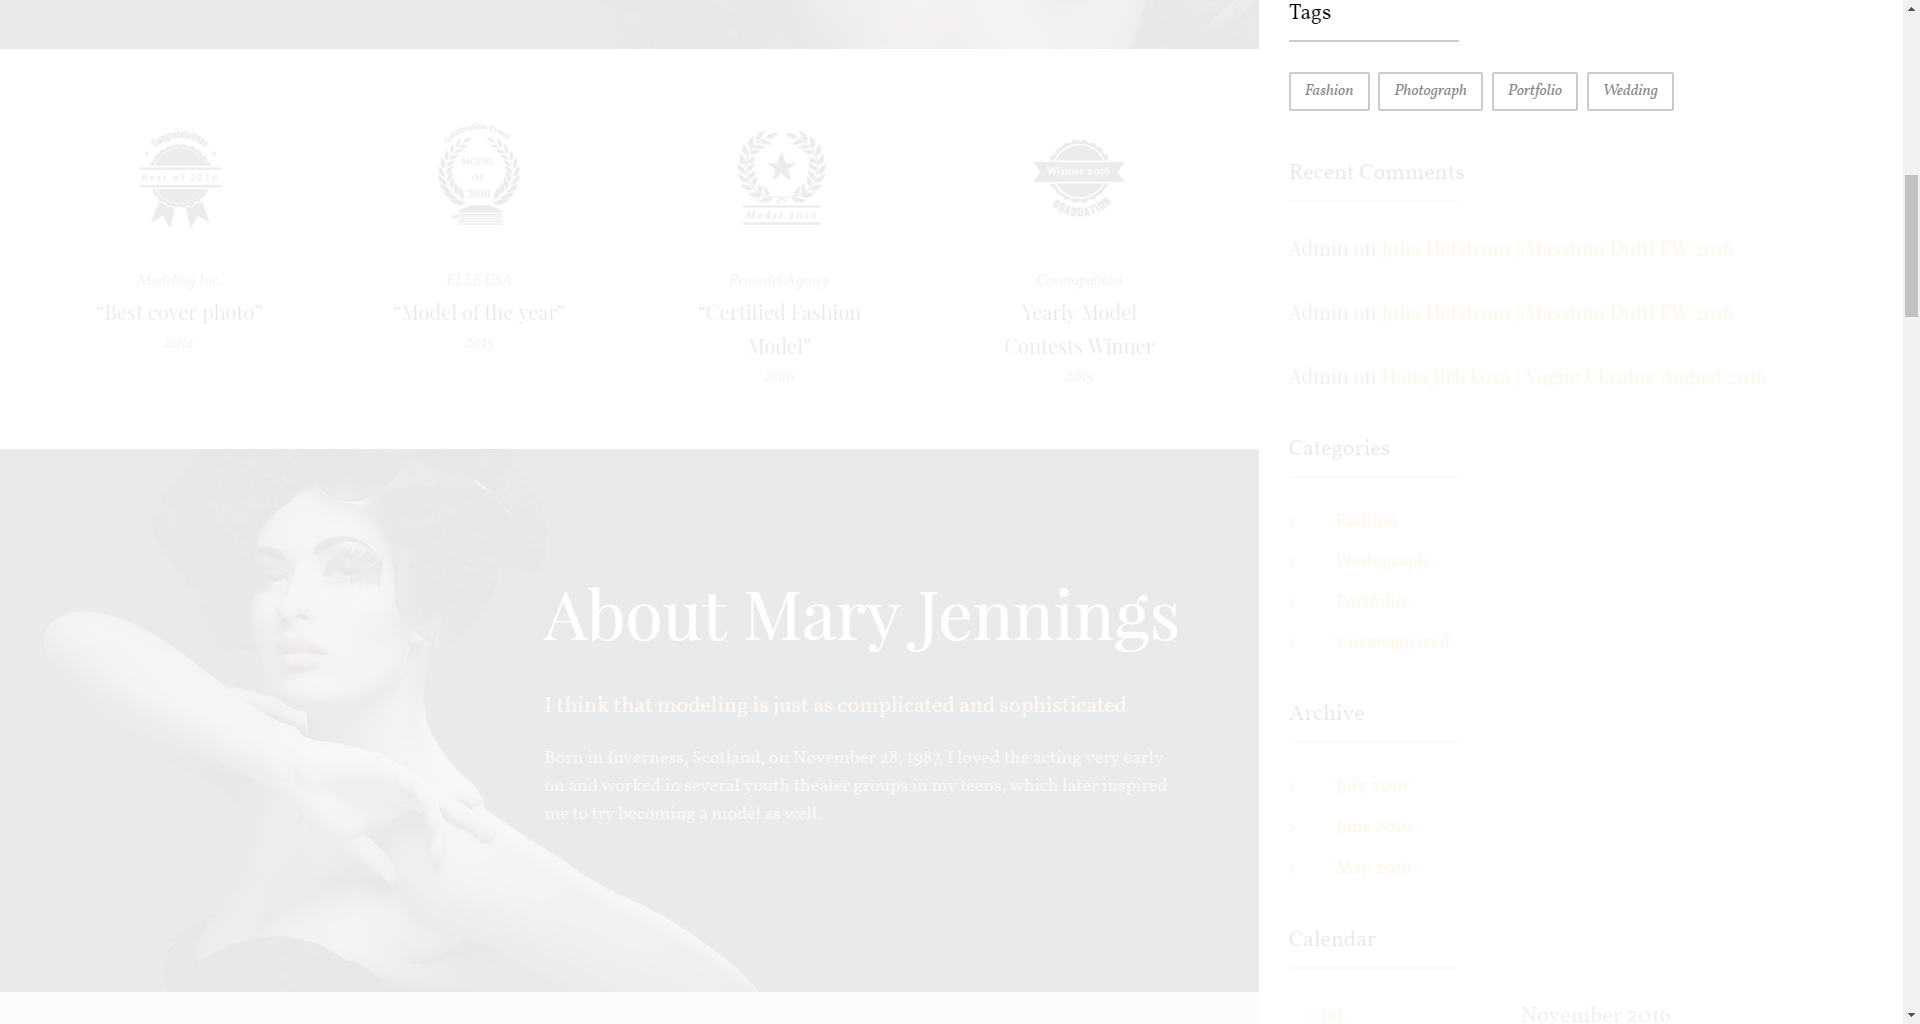 Tags
Fashion
Photograph
Portfolio
Wedding
Congratulations
Best of 2016
Modeling Inc.
“Best cover photo”
2014
Celebration Event
MODEL
OF
2016
ELLE USA
“Model of the year”
2015
Model 2016
Remodel Agency
“Certified Fashion
Model”
2016
Winner 2016
GRADUATION
Cosmopolitan
Yearly Model
Contests Winner
2015
About Mary Jennings
I think that modeling is just as complicated and sophisticated
Born in Inverness, Scotland, on November 28, 1987, I loved the acting very early
on and worked in several youth theater groups in my teens, which later inspired
me to try becoming a model as well.
Recent Comments
Admin on Julia Hafstrom | Massimo Dutti FW 2016
Admin on Julia Hafstrom | Massimo Dutti FW 2016
Admin on Hana Jirickova | Vogue Ukraine August 2016
Categories
Fashion
Photograph
Portfolio
Uncategorized
Archive
July 2016
June 2016
May 2016
Calendar
« Jul
November 2016